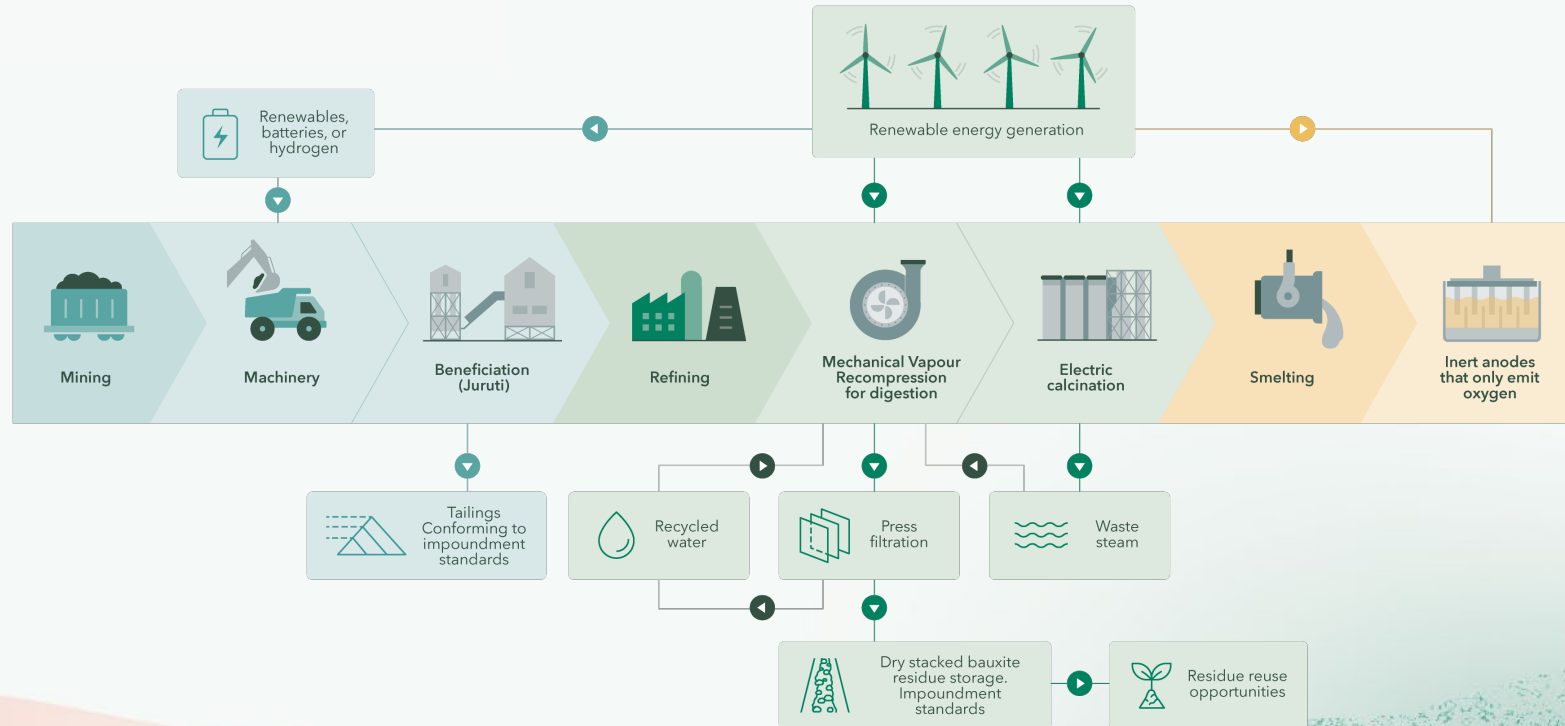 Renewable energy generation
Renewables,
batteries, or
hydrogen
Mining
Machinery
Beneficiation
(Juruti)
Refining
Mechanical Vapour
Recompression
for digestion
Electric
calcination
Smelting
Inert anodes
that only emit
oxygen
Tailings
Conforming to
impoundment
standards
Recycled
water
Press
filtration
Waste
steam
Dry stacked bauxite
residue storage.
Impoundment
standards
Residue reuse
opportunities